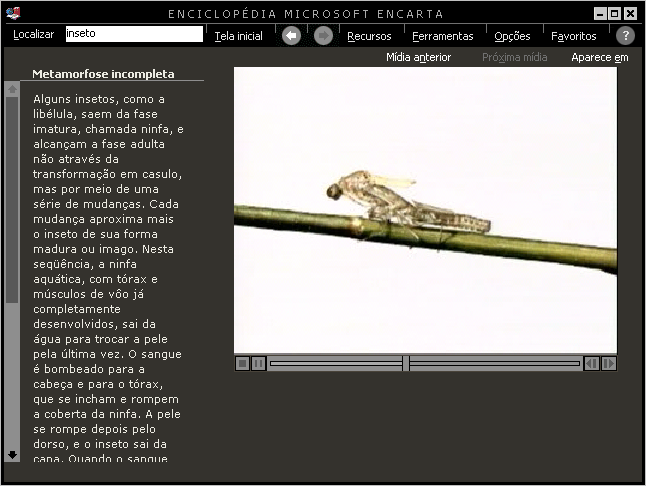 ENCICLOPÉDIA MICROSOFT ENCARTA
Localizar inseto Tela inicial Recursos Ferramentas Opções Favoritos ?
Mídia anterior Próxima mídia Aparece em
Metamorfose incompleta
Alguns insetos, como a
libélula, saem da fase
imatura, chamada ninfa, e
alcançam a fase adulta
não através da
transformação em casulo,
mas por meio de uma
série de mudanças. Cada
mudança aproxima mais
o inseto de sua forma
madura ou imago. Nesta
seqüência, a ninfa
aquática, com tórax e
músculos de vôo já
completamente
desenvolvidos, sai da
água para trocar a pele
pela última vez. O sangue
é bombeado para a
cabeça e para o tórax,
que se incham e rompem
a coberta da ninfa. A pele
se rompe depois pelo
dorso, e o inseto sai da
capa. Quando o sangue